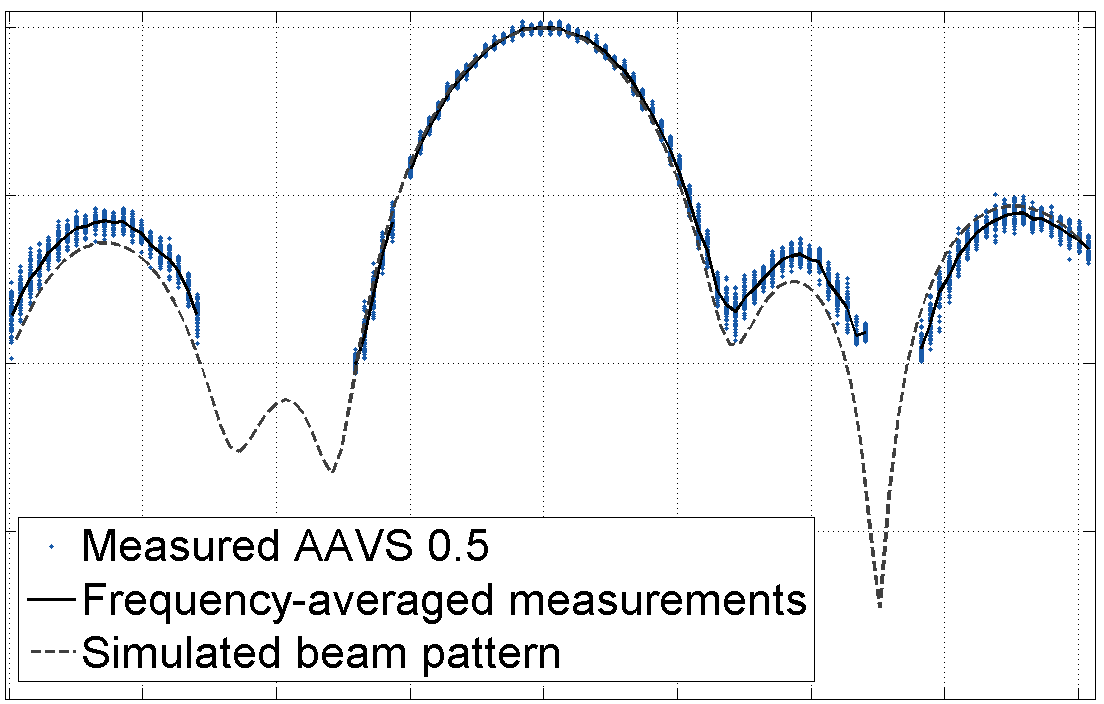 Measured AAVS 0.5
Frequency-averaged measurements
Simulated beam pattern